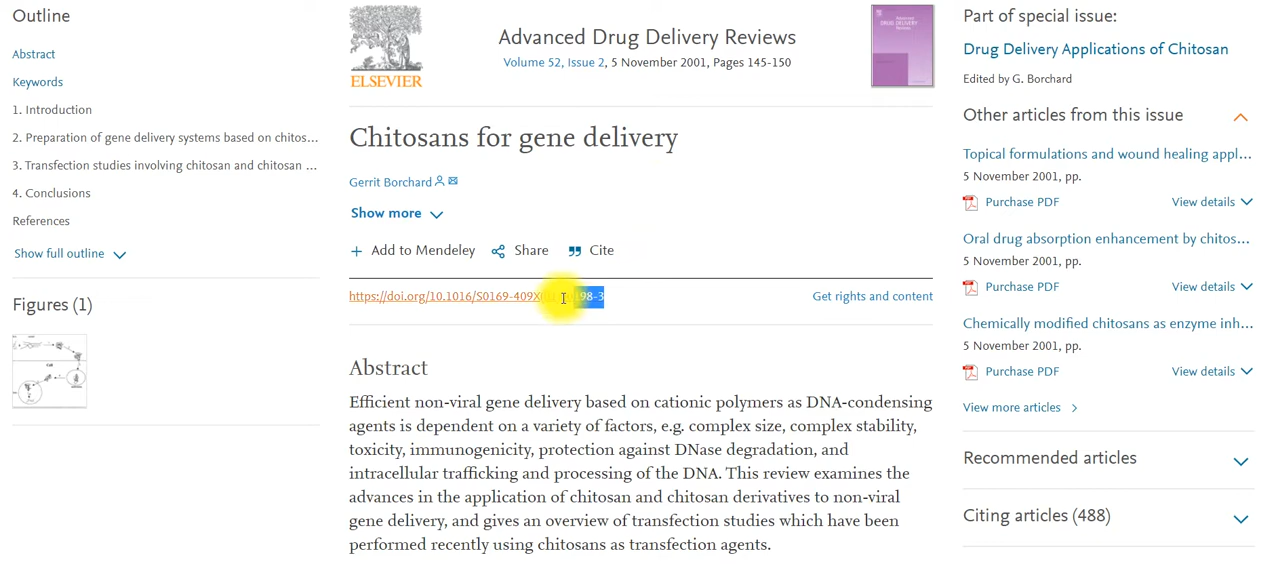 Outline
Abstract
Keywords
1. Introduction
2. Preparation of gene delivery systems based on chitos...
3. Transfection studies involving chitosan and chitosan ...
4. Conclusions
References
Show full outline
Figures (1)
ELSEVIER
Advanced Drug Delivery Reviews
Volume 52, Issue 2, 5 November 2001, Pages 145-150
Chitosans for gene delivery
Gerrit Borchard
Show more
Add to Mendeley Share Cite
https://doi.org/10.1016/S0169-409X 198-3
Get rights and content
Abstract
Efficient non-viral gene delivery based on cationic polymers as DNA-condensing
agents is dependent on a variety of factors, e.g. complex size, complex stability,
toxicity, immunogenicity, protection against DNase degradation, and
intracellular trafficking and processing of the DNA. This review examines the
advances in the application of chitosan and chitosan derivatives to non-viral
gene delivery, and gives an overview of transfection studies which have been
performed recently using chitosans as transfection agents.
Part of special issue:
Drug Delivery Applications of Chitosan
Edited by G. Borchard
Other articles from this issue
Topical formulations and wound healing appl...
5 November 2001, pp.
Purchase PDF View details
Oral drug absorption enhancement by chitos...
5 November 2001, pp.
Purchase PDF View details
Chemically modified chitosans as enzyme inh...
5 November 2001, pp.
Purchase PDF View details
View more articles
Recommended articles
Citing articles (488)